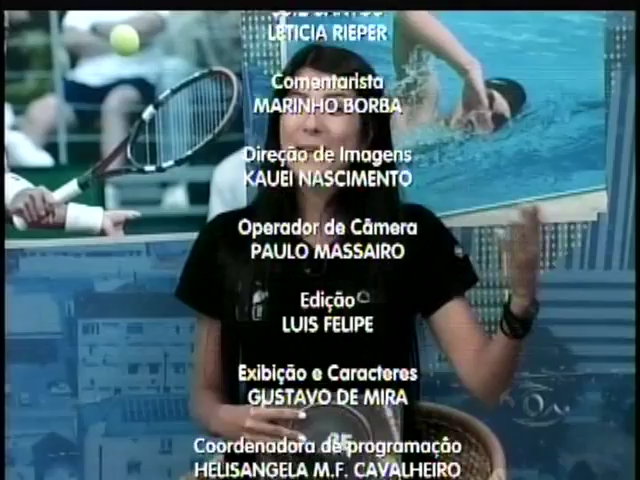 LETICIA RIEPER
Comentarista
MARINHO BORBA
Direção de Imagens
KAUEI NASCIMENTO
Operador de Câmera
PAULO MASSAIRO
Edição
LUIS FELIPE
Exibição e Caracteres
GUSTAVO DE MIRA
Coordenadora de programação
HELISANGELA M.F. CAVALHEIRO